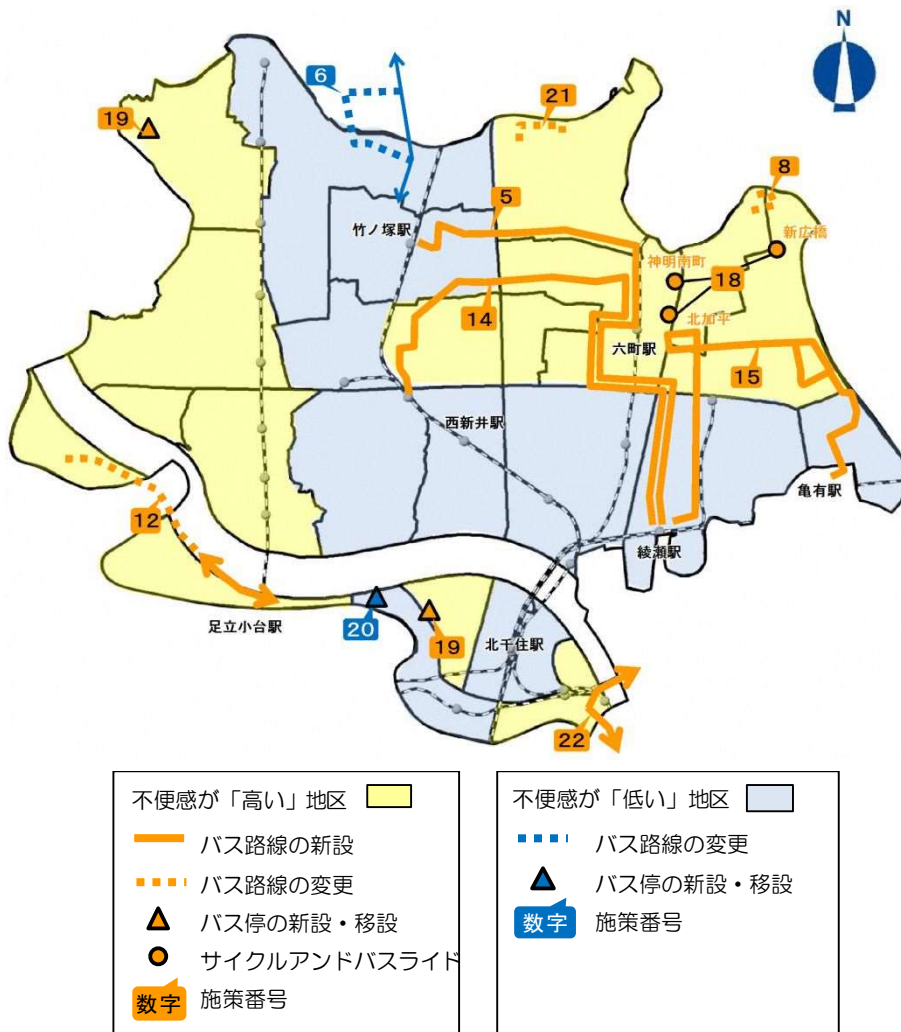 N
6
21
19
8
5
竹ノ塚駅
新広橋
神明南町
18
14
北加平
六町駅
15
西新井駅
亀有駅
12
綾瀬駅
足立小台駅
20
19
北千住駅
22
不便感が「高い」地区
バス路線の新設
バス路線の変更
バス停の新設・移設
サイクルアンドバスライド
数字 施策番号
不便感が「低い」地区
バス路線の変更
バス停の新設・移設
数字 施策番号